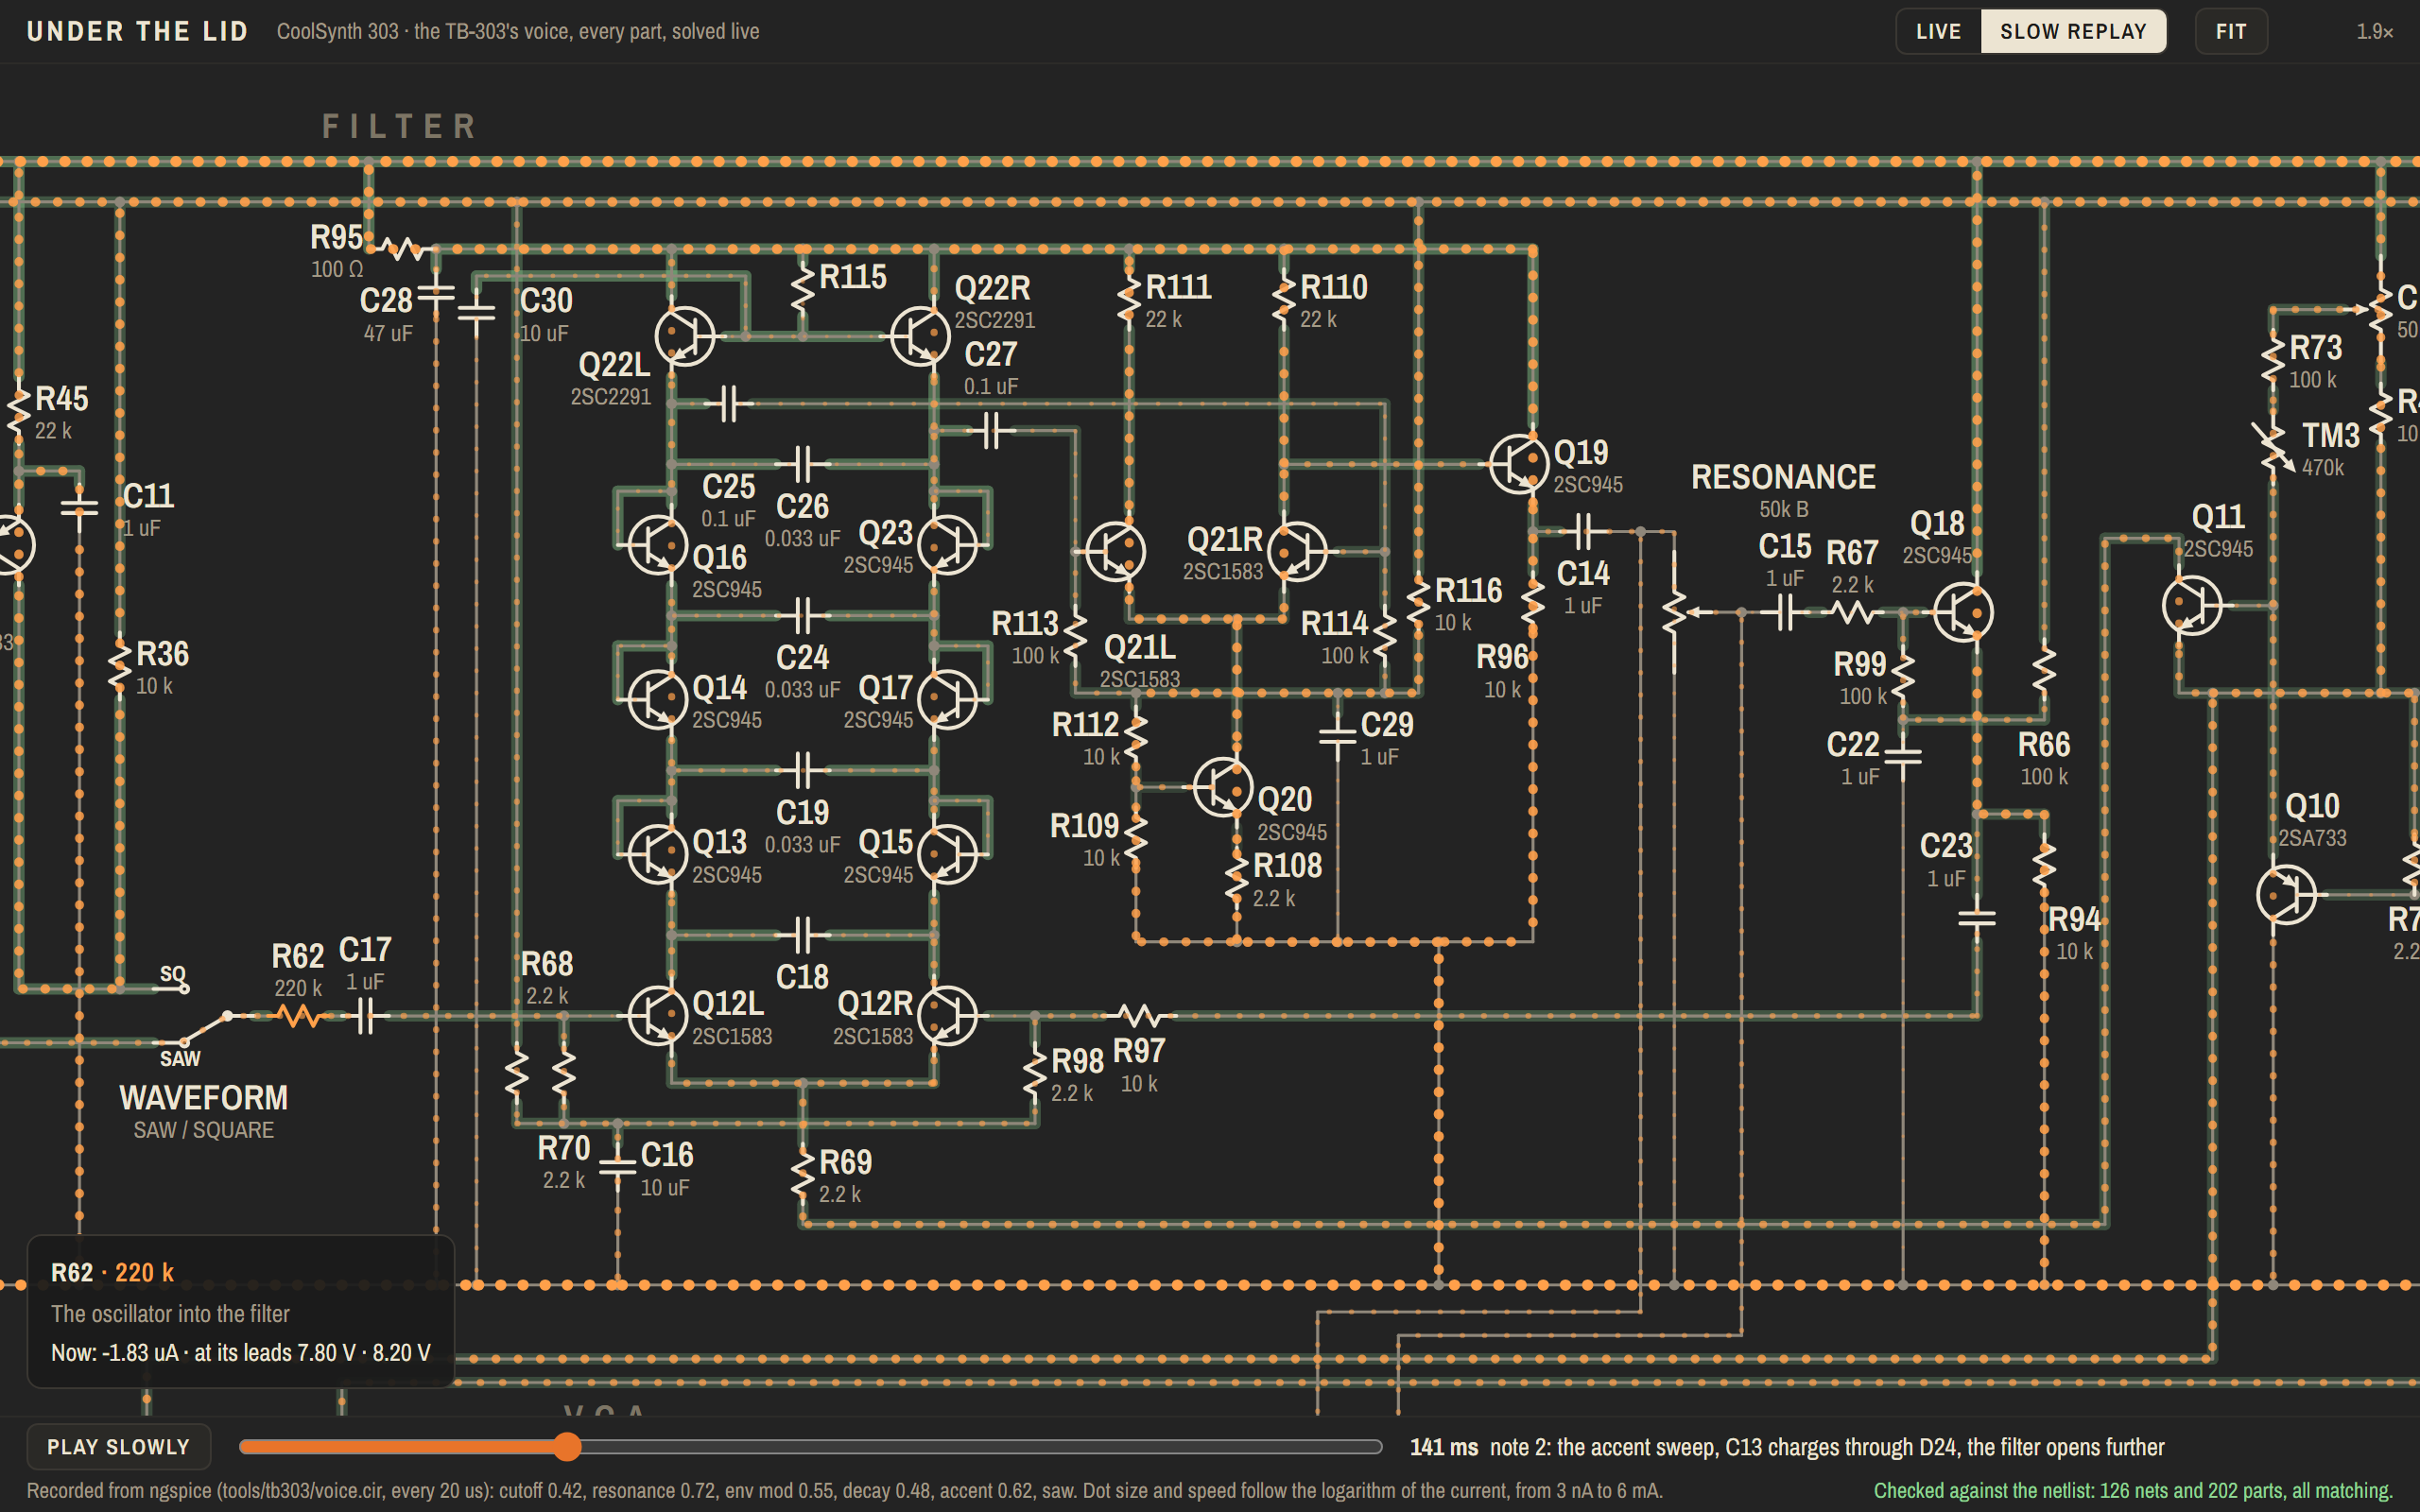 UNDER THE LID
CoolSynth 303 · the TB-303's voice, every part, solved live
LIVE
SLOW REPLAY
FIT
1.9×
FILTER
R95
100 Ω
C28
47 uF
C30
10 uF
R115
Q22R
2SC2291
Q22L
2SC2291
C27
0.1 uF
R111
22 k
R110
22 k
R45
22 k
C11
1 uF
R36
10 k
C25
0.1 uF
C26
0.033 uF
Q16
2SC945
Q23
2SC945
Q21R
2SC1583
Q19
2SC945
RESONANCE
50k B
C14
1 uF
C15
1 uF
R67
2.2 k
Q18
2SC945
Q11
2SC945
R73
100 k
TM3
470k
C
50
R4
10
C24
0.033 uF
Q14
2SC945
Q17
2SC945
R113
100 k
Q21L
2SC1583
R114
100 k
R116
10 k
R96
10 k
R99
100 k
R66
100 k
C22
1 uF
R112
10 k
C29
1 uF
Q20
2SC945
R109
10 k
R108
2.2 k
C19
0.033 uF
Q13
2SC945
Q15
2SC945
Q10
2SA733
C23
1 uF
R94
10 k
R7
2.2
R62
220 k
C17
1 uF
SQ
SAW
WAVEFORM
SAW / SQUARE
R68
2.2 k
C18
Q12L
2SC1583
Q12R
2SC1583
R98
2.2 k
R97
10 k
R70
2.2 k
C16
10 uF
R69
2.2 k
R62 · 220 k
The oscillator into the filter
Now: -1.83 uA · at its leads 7.80 V · 8.20 V
VCA
PLAY SLOWLY
141 ms note 2: the accent sweep, C13 charges through D24, the filter opens further
Recorded from ngspice (tools/tb303/voice.cir, every 20 us): cutoff 0.42, resonance 0.72, env mod 0.55, decay 0.48, accent 0.62, saw. Dot size and speed follow the logarithm of the current, from 3 nA to 6 mA.
Checked against the netlist: 126 nets and 202 parts, all matching.